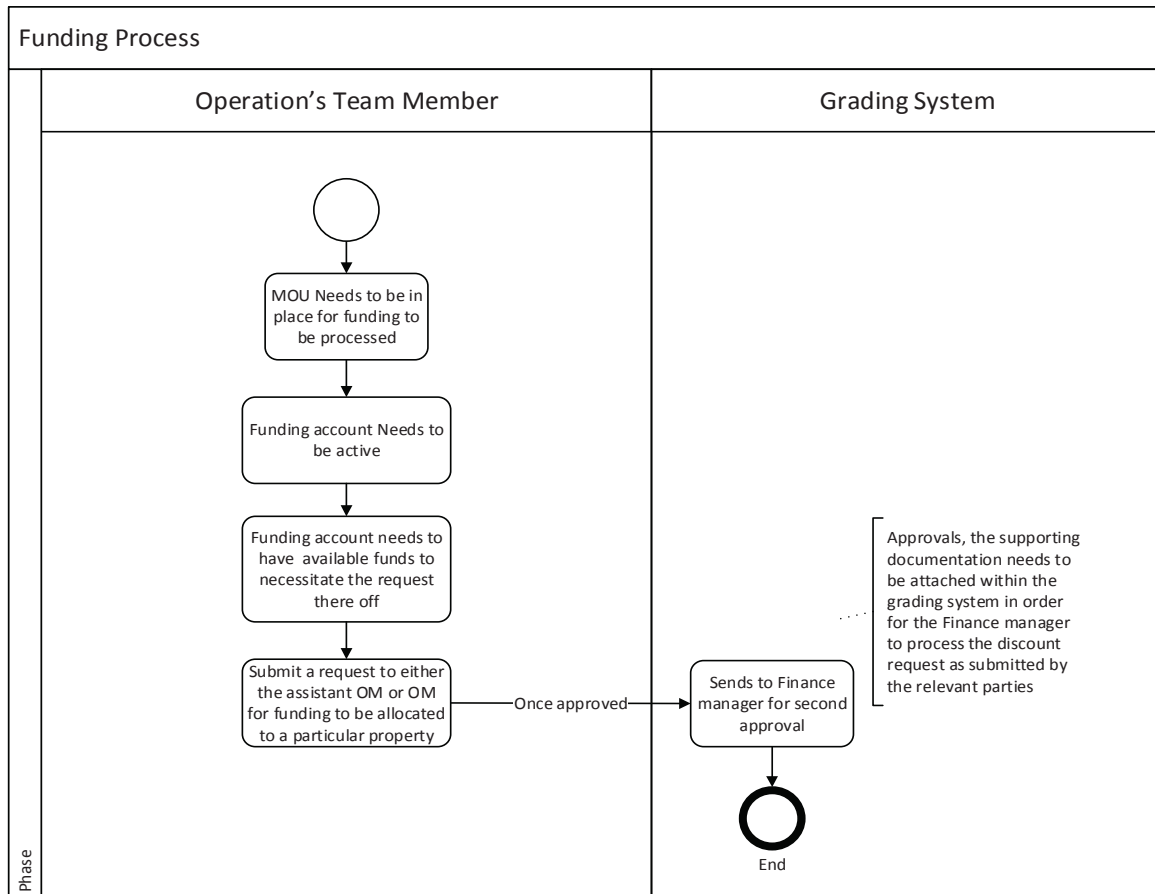 Funding Process
Operation's Team Member
Grading System
MOU Needs to be in
place for funding to
be processed
Funding account Needs to
be active
Funding account needs to
have available funds to
necessitate the request
there off
Submit a request to either
the assistant OM or OM
for funding to be allocated
to a particular property
Once approved
Sends to Finance
manager for second
approval
Approvals, the supporting
documentation needs to
be attached within the
grading system in order
for the Finance manager
to process the discount
request as submitted by
the relevant parties
End
Phase